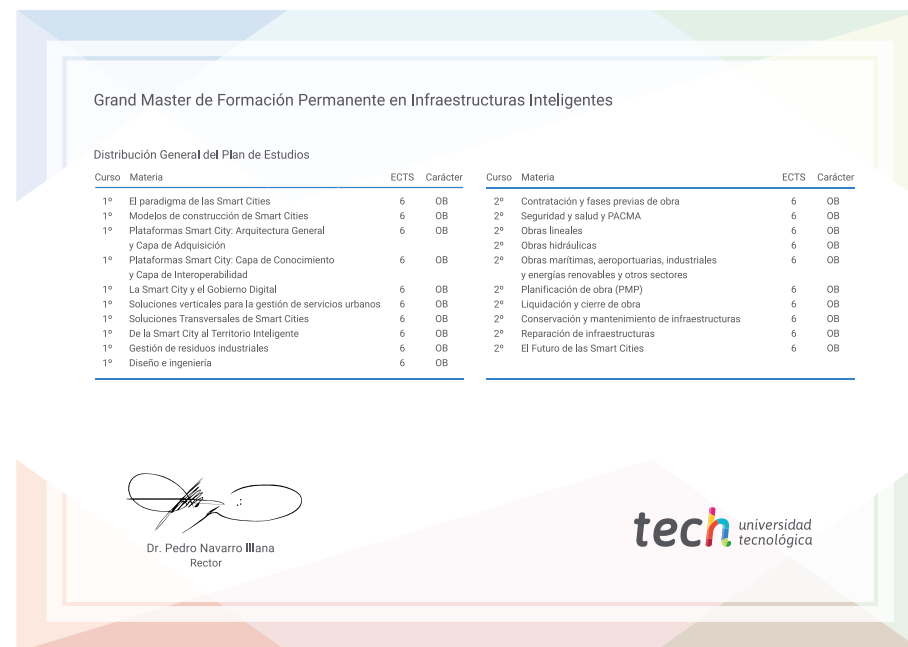 Grand Master de Formación Permanente en Infraestructuras Inteligentes
Distribución General del Plan de Estudios
Curso Materia ECTS Carácter
1º El paradigma de las Smart Cities 6 OB
1º Modelos de construcción de Smart Cities 6 OB
1º Plataformas Smart City: Arquitectura General 6 OB
y Capa de Adquisición
1º Plataformas Smart City: Capa de Conocimiento 6 OB
y Capa de Interoperabilidad
1º La Smart City y el Gobierno Digital 6 OB
1º Soluciones verticales para la gestión de servicios urbanos 6 OB
1º Soluciones Transversales de Smart Cities 6 OB
1º De la Smart City al Territorio Inteligente 6 OB
1º Gestión de residuos industriales 6 OB
1º Diseño e ingeniería 6 OB
Curso Materia ECTS Carácter
2º Contratación y fases previas de obra 6 OB
2º Seguridad y salud y PACMA 6 OB
2º Obras lineales 6 OB
2º Obras hidráulicas 6 OB
2º Obras marítimas, aeroportuarias, industriales 6 OB
y energías renovables y otros sectores
2º Planificación de obra (PMP) 6 OB
2º Liquidación y cierre de obra 6 OB
2º Conservación y mantenimiento de infraestructuras 6 OB
2º Reparación de infraestructuras 6 OB
2º El Futuro de las Smart Cities 6 OB
Dr. Pedro Navarro Illana
Rector
tech universidad
tecnológica